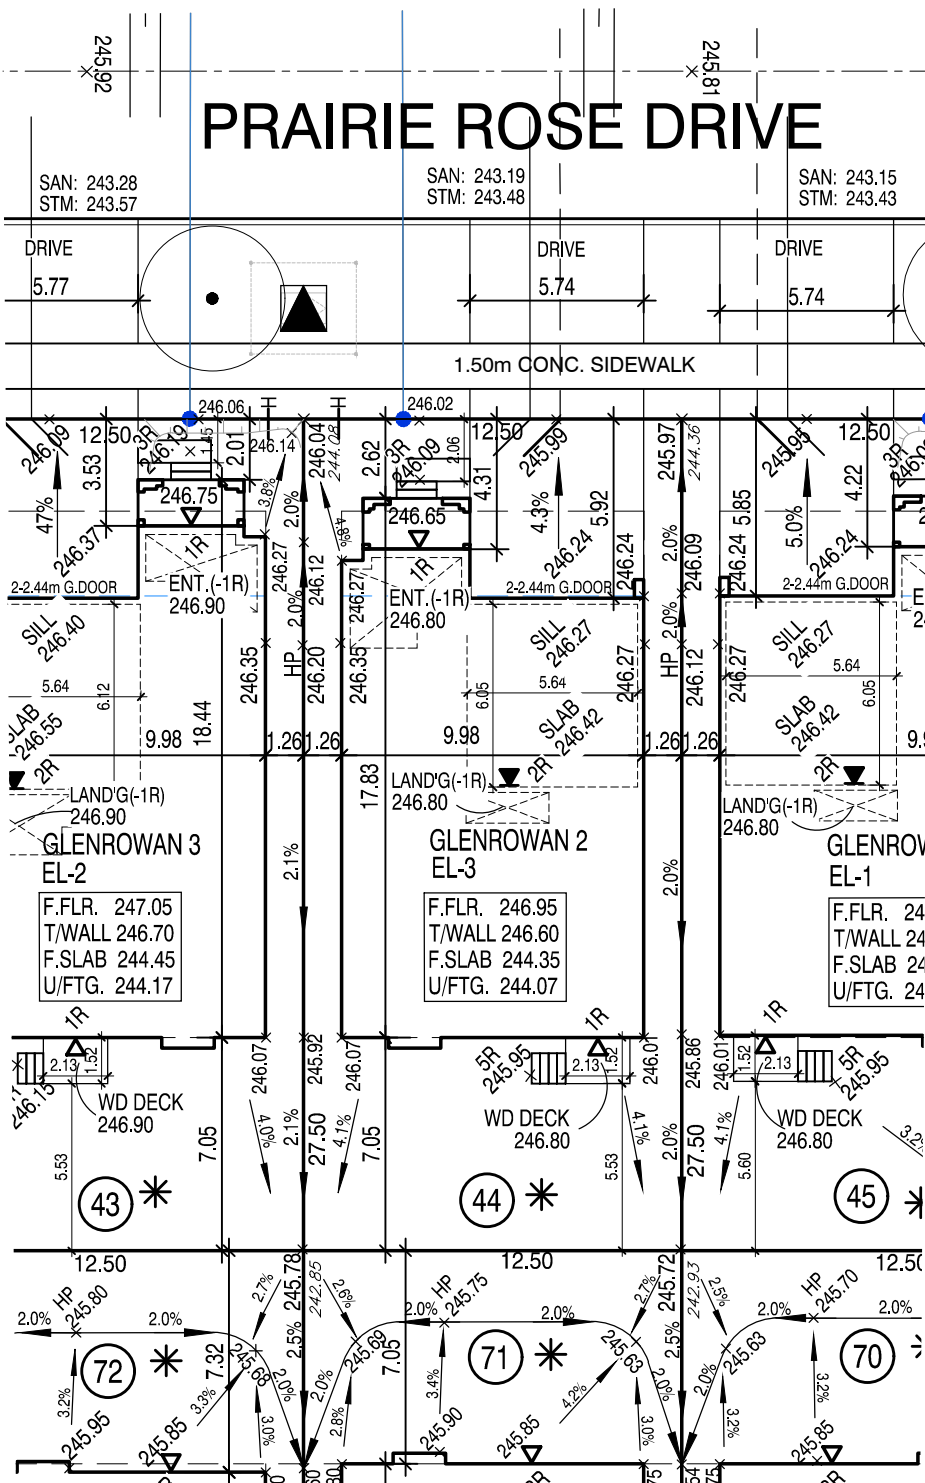 245.92
245.81
PRAIRIE ROSE DRIVE
SAN: 243.28
STM: 243.57
SAN: 243.19
STM: 243.48
SAN: 243.15
STM: 243.43
DRIVE
DRIVE
DRIVE
5.77
5.74
5.74
1.50m CONC. SIDEWALK
246.06
H
H
246.02
246.09
12.50
3R
246.19
1.45
2.01
246.14
246.04
244.08
2.62
3R
246.09
2.06
12.50
245.99
245.97
244.36
245.95
12.50
3R
3.53
4.31
4.22
47%
246.37
246.75
3.8%
2.0%
4.8%
246.65
4.3%
5.92
2.0%
5.85
5.0%
246.24
246.24
246.09
246.24
246.24
1R
246.27
246.12
1R
2-2.44m G.DOOR
ENT.(-1R)
246.90
2.0%
246.27
ENT.(-1R)
246.80
2-2.44m G.DOOR
2.0%
2-2.44m G.DOOR
SILL
246.40
246.35
HP
246.20
246.35
SILL
246.27
246.27
HP
246.12
246.27
SILL
246.27
5.64
6.12
5.64
6.05
5.64
6.05
SLAB
246.55
SLAB
246.42
SLAB
246.42
9.98
18.44
1.26
1.26
9.98
1.26
1.26
2R
17.83
2R
2R
LAND'G(-1R)
246.90
LAND'G(-1R)
246.80
LAND'G(-1R)
246.80
GLENROWAN 3
EL-2
GLENROWAN 2
EL-3
EL-1
2.1%
2.0%
F.FLR. 247.05
T/WALL 246.70
F.SLAB 244.45
U/FTG. 244.17
F.FLR. 246.95
T/WALL 246.60
F.SLAB 244.35
U/FTG. 244.07
F.FLR. 24
T/WALL 24
F.SLAB 24
U/FTG. 24
1R
1R
1R
2.13
1.52
246.07
245.92
246.07
5R
245.95
2.13
1.52
246.01
245.86
246.01
1.52
2.13
5R
245.95
246.15
WD DECK
246.90
WD DECK
246.80
WD DECK
246.80
5.53
7.05
4.0%
2.1%
27.50
4.1%
7.05
5.53
4.1%
2.0%
27.50
4.1%
5.60
3.2%
43
44
45
12.50
12.50
HP
245.80
2.7%
245.78
242.85
2.6%
HP
245.75
2.7%
245.72
242.93
2.5%
HP
245.70
2.0%
2.0%
2.0%
2.0%
2.0%
2.0%
72
7.32
245.68
2.5%
245.69
7.05
71
245.63
2.5%
245.63
70
3.2%
3.3%
2.0%
2.0%
3.4%
4.2%
2.0%
2.0%
3.2%
245.95
245.85
3.0%
2.8%
245.90
245.85
3.0%
3.2%
245.85